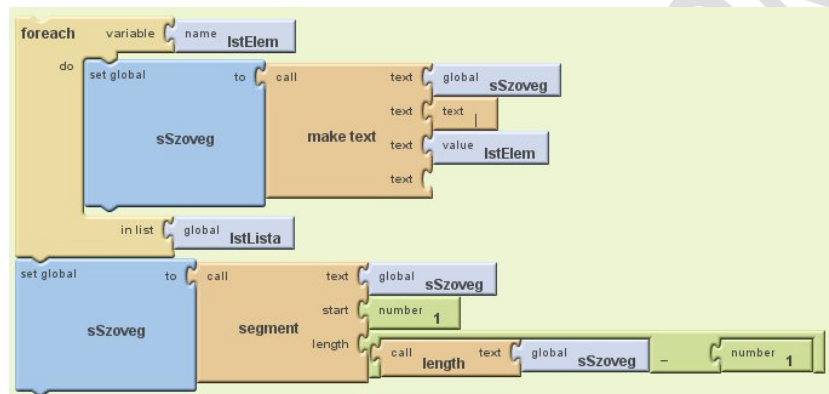 foreach variable name lstElem
do set global to call text global sSzoveg
text text |
sSzoveg make text text value lstElem
text
in list global lstLista
set global to call text global sSzoveg
start number 1
sSzoveg segment
length call length text global sSzoveg - number 1